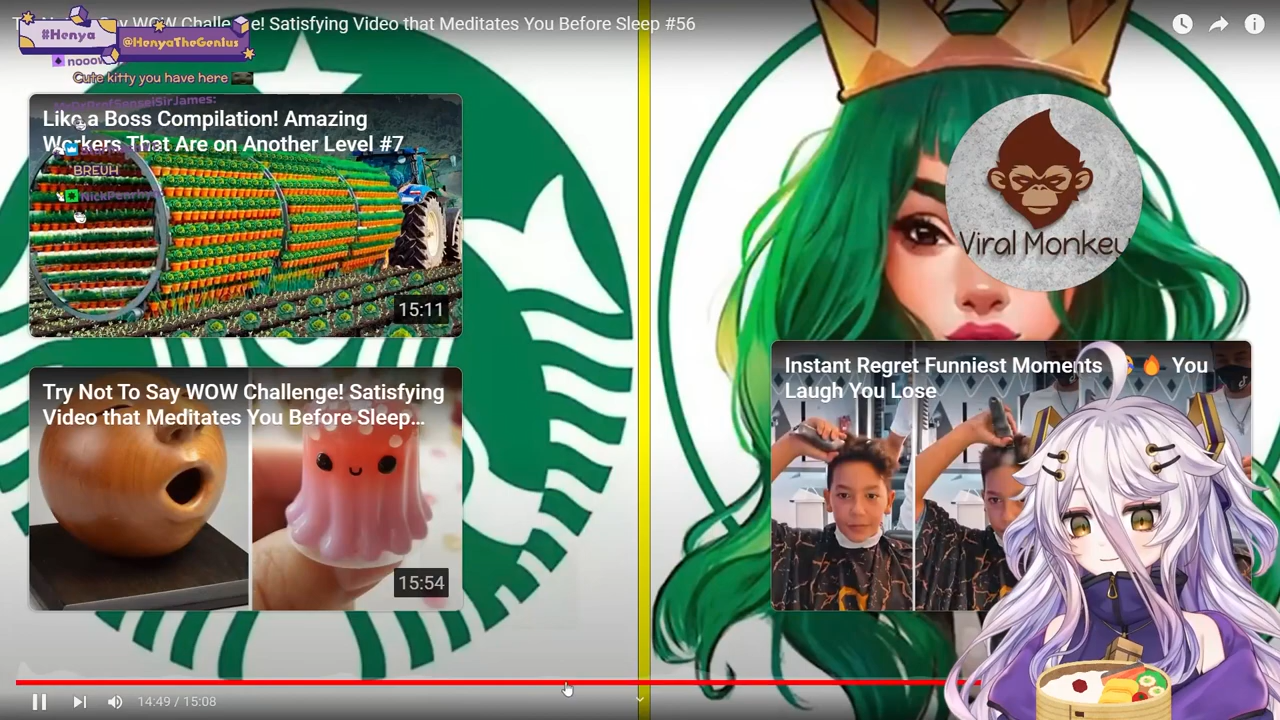 WOW Challenge! Satisfying Video that Meditates You Before Sleep #56
#Henya
@HenyaTheGenius
Cute kitty you have here
MrDrProfSenseiSirJames:
Like a Boss Compilation! Amazing
Workers That Are on Another Level #7
BREUH
15:11
Viral Monkey
Try Not To Say WOW Challenge! Satisfying
Video that Meditates You Before Sleep...
15:54
Instant Regret Funniest Moments You
Laugh You Lose
14:49 / 15:08